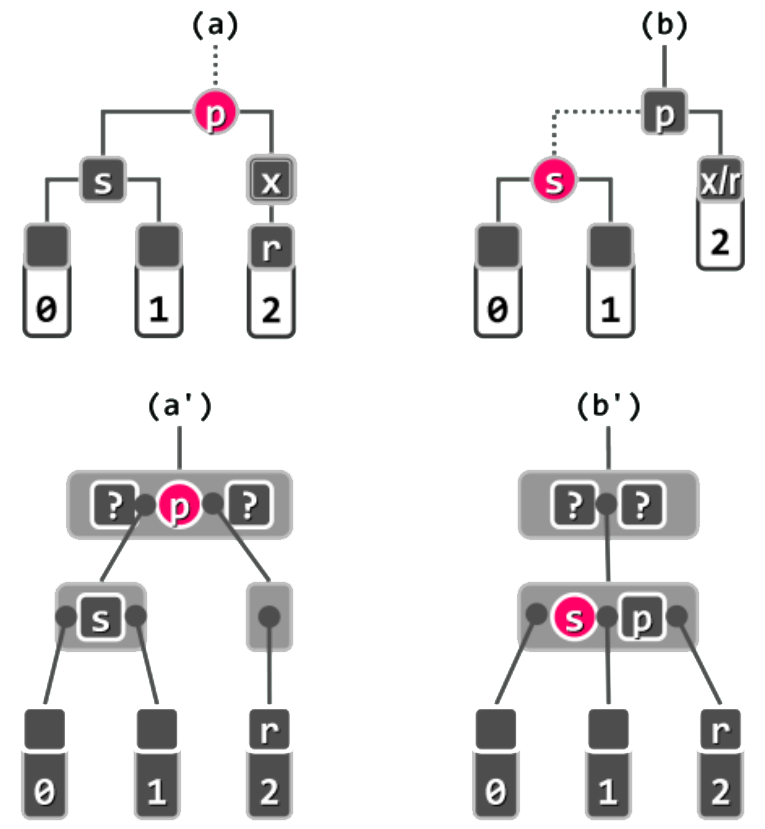 (a) (b)
p p
s x s x/r
r 2
0 1 2 0 1
(a') (b')
? p ? ? ?
s s p
r r
0 1 2 0 1 2